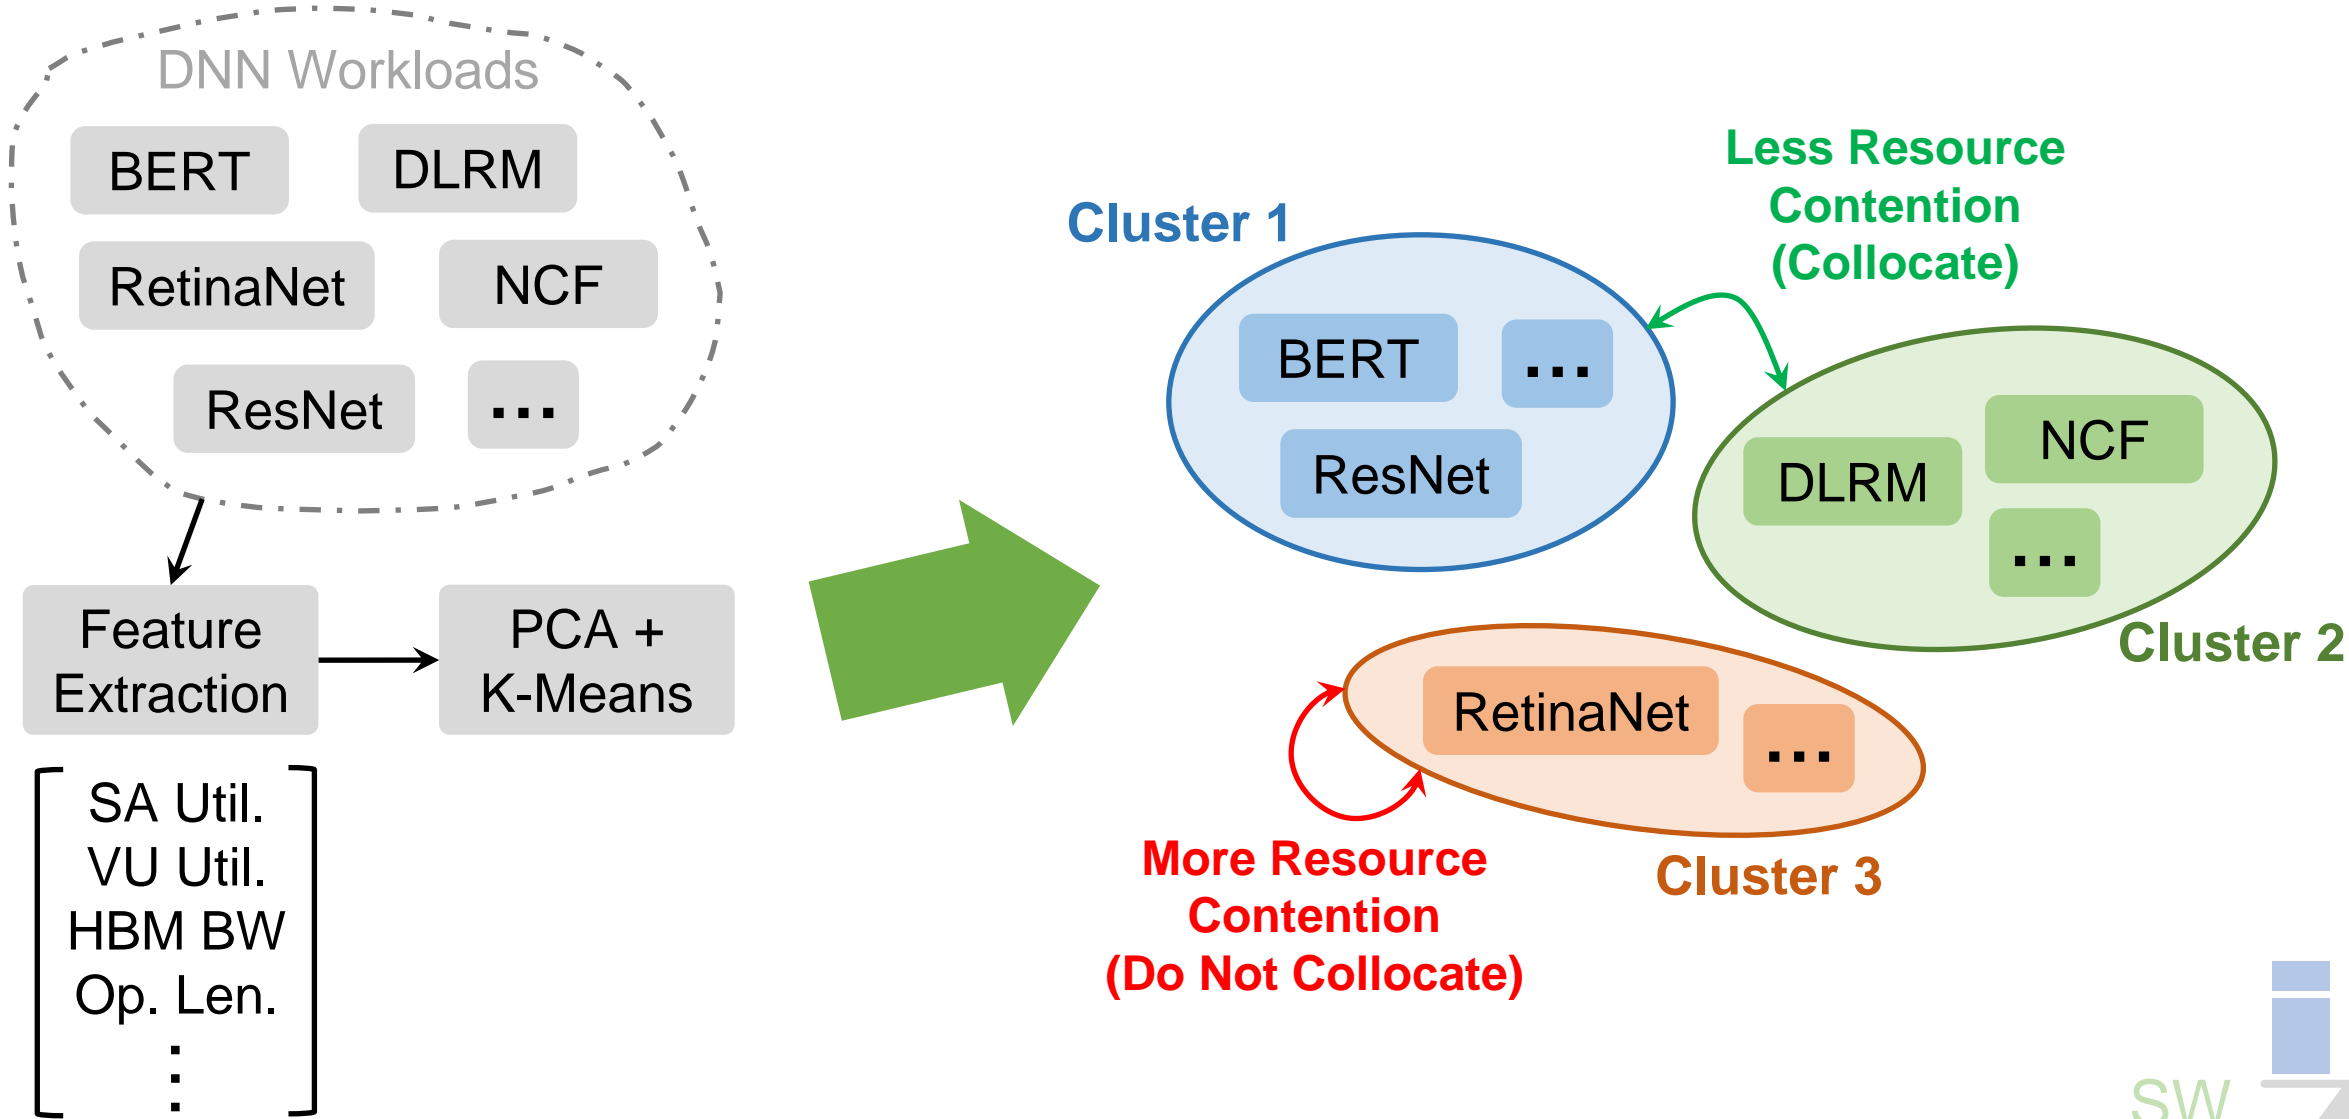 DNN Workloads
BERT
DLRM
RetinaNet
NCF
ResNet
...
Feature
Extraction
PCA +
K-Means
SA Util.
VU Util.
HBM BW
Op. Len.
⋮
Cluster 1
BERT
...
ResNet
Less Resource
Contention
(Collocate)
NCF
DLRM
...
Cluster 2
RetinaNet
...
Cluster 3
More Resource
Contention
(Do Not Collocate)
SW